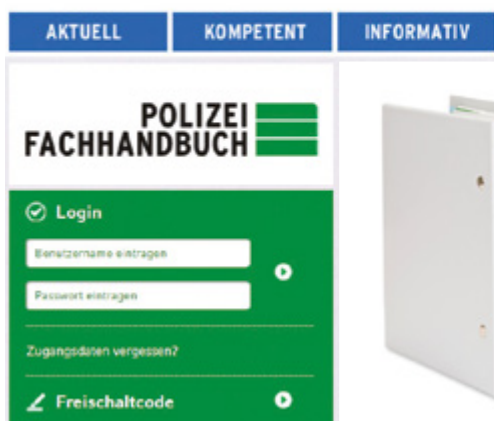 AKTUELL
KOMPETENT
INFORMATIV
POLIZEI
FACHHANDBUCH
Login
Benutzername eintragen
Passwort eintragen
Zugangsdaten vergessen?
Freischaltcode